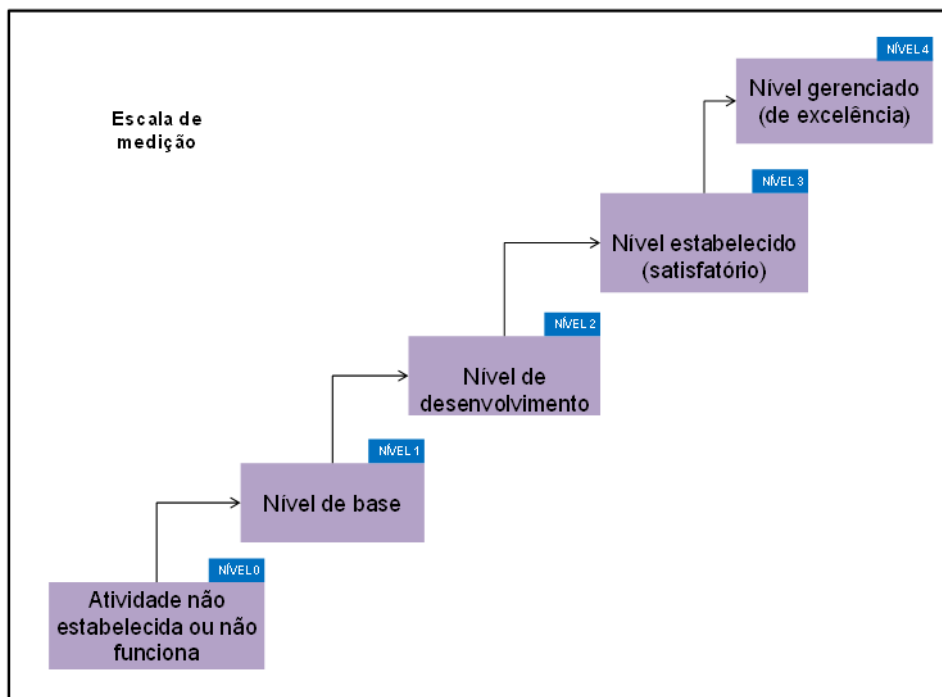 NÍVEL 4
Nível gerenciado
(de excelência)
Escala de
medição
NÍVEL 3
Nível estabelecido
(satisfatório)
NÍVEL 2
Nível de
desenvolvimento
NÍVEL 1
Nível de base
NÍVEL 0
Atividade não
estabelecida ou não
funciona